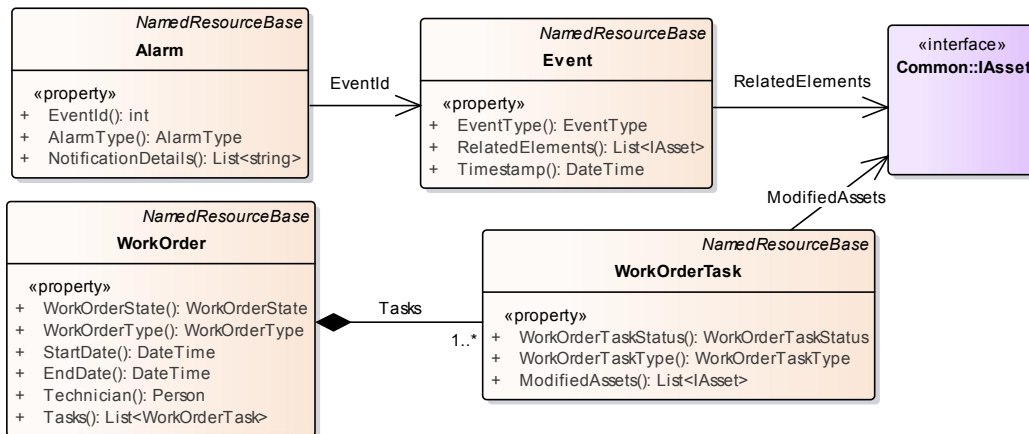 NamedResourceBase
Alarm
«property»
+ EventId(): int
+ AlarmType(): AlarmType
+ NotificationDetails(): List<string>
EventId
NamedResourceBase
Event
«property»
+ EventType(): EventType
+ RelatedElements(): List<IAsset>
+ Timestamp(): DateTime
RelatedElements
«interface»
Common::IAsset
ModifiedAssets
NamedResourceBase
WorkOrder
«property»
+ WorkOrderState(): WorkOrderState
+ WorkOrderType(): WorkOrderType
+ StartDate(): DateTime
+ EndDate(): DateTime
+ Technician(): Person
+ Tasks(): List<WorkOrderTask>
Tasks
1..*
NamedResourceBase
WorkOrderTask
«property»
+ WorkOrderTaskStatus(): WorkOrderTaskStatus
+ WorkOrderTaskType(): WorkOrderTaskType
+ ModifiedAssets(): List<IAsset>